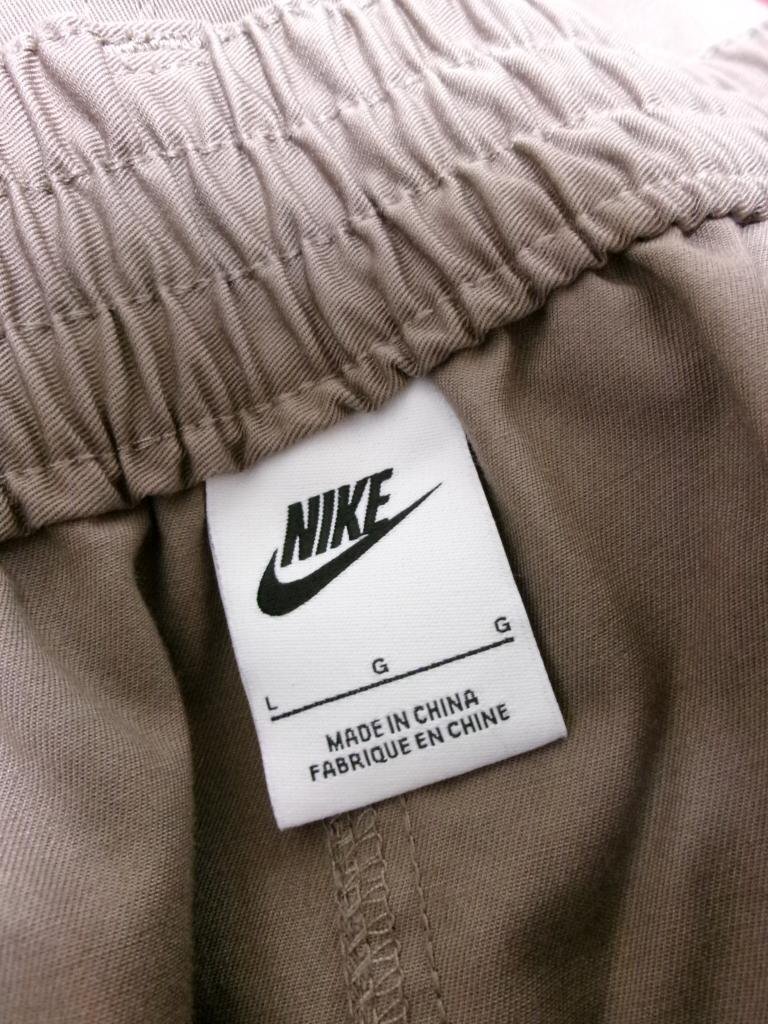 NIKE
L G G
MADE IN CHINA
FABRIQUE EN CHINE